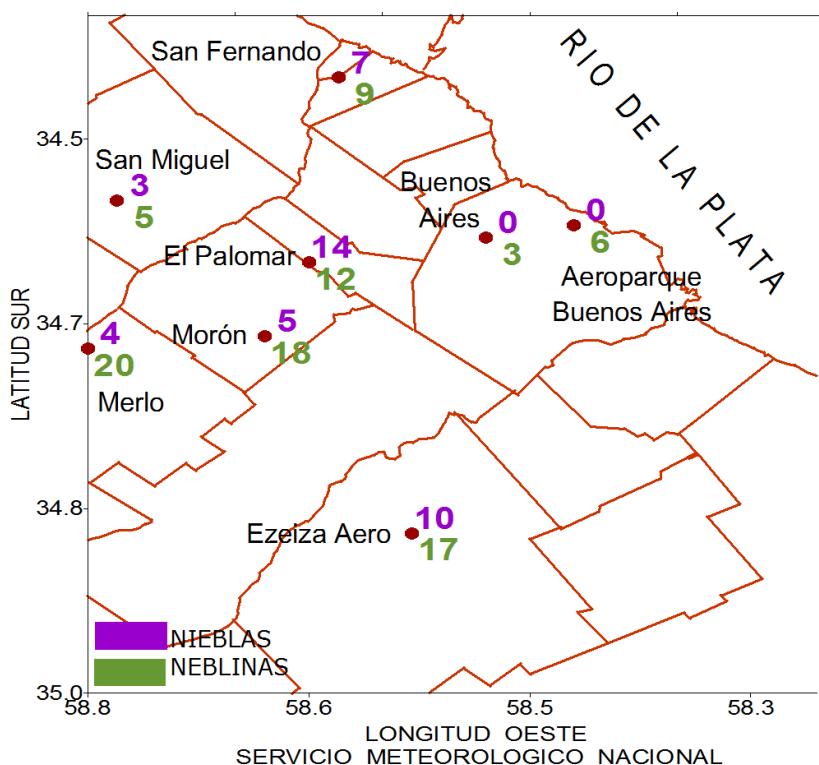 San Fernando
7
9
RIO DE LA PLATA
34.5
San Miguel
3
5
Buenos
Aires
0
3
0
6
Aeroparque
Buenos Aires
El Palomar
14
12
34.7
Morón
5
18
4
20
Merlo
LATITUD SUR
34.8
Ezeiza Aero
10
17
NIEBLAS
NEBLINAS
35.0
58.8
58.6
58.5
58.3
LONGITUD OESTE
SERVICIO METEOROLOGICO NACIONAL